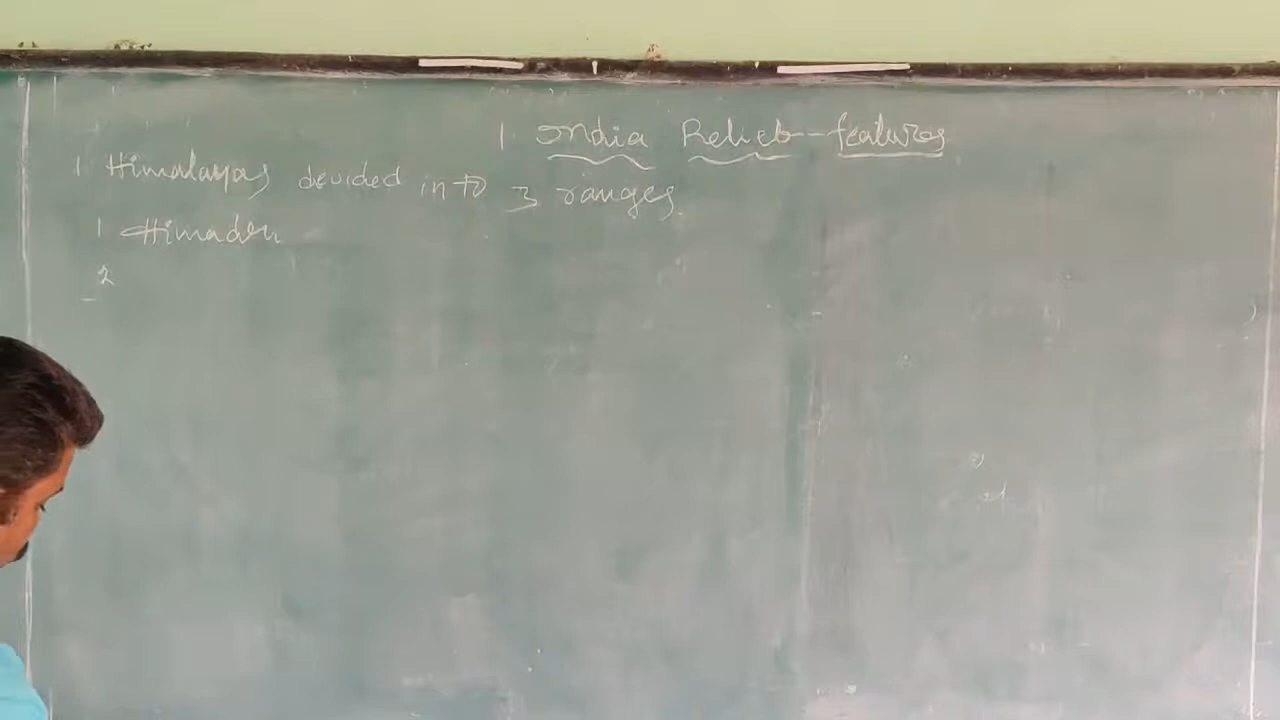 1 India Relief features
1 Himalayas devided into 3 ranges.
1 Himadri
2